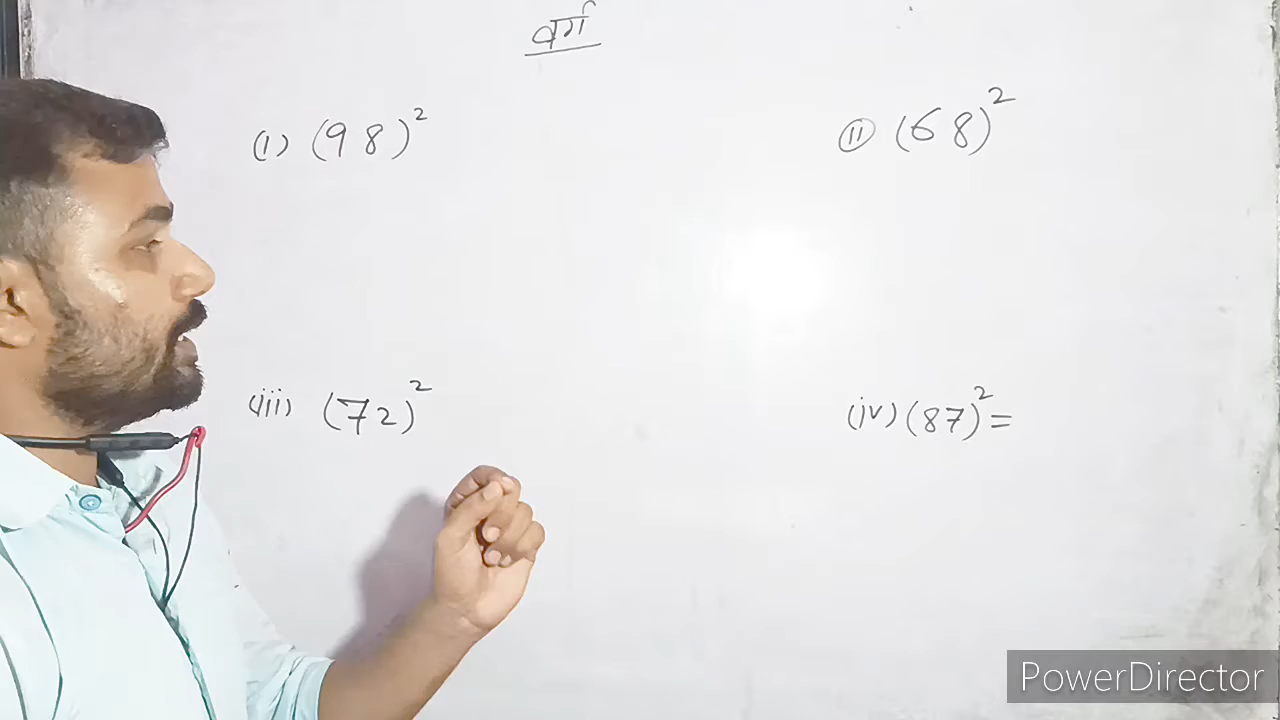 वर्ग
(i) (98)²
(ii) (68)²
(iii) (72)²
(iv) (87)² =
PowerDirector